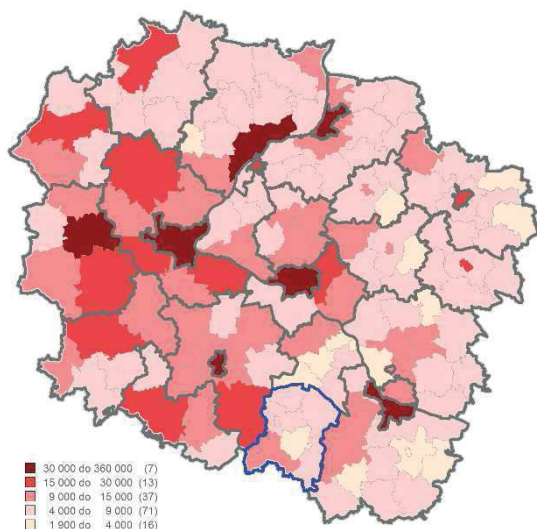 30 000 do 360 000 (7)
15 000 do 30 000 (13)
9 000 do 15 000 (37)
4 000 do 9 000 (71)
1 900 do 4 000 (16)